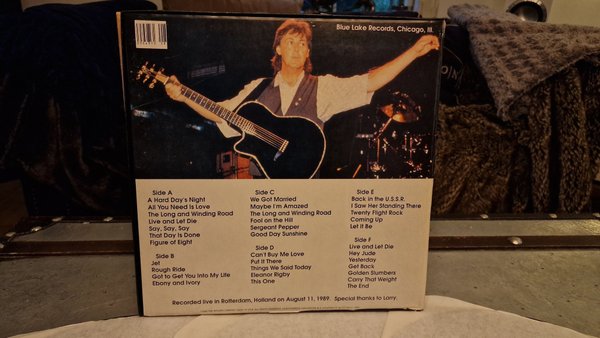 Blue Lake Records, Chicago, Ill.
Side A
A Hard Day's Night
All You Need is Love
The Long and Winding Road
Live and Let Die
Say, Say, Say
That Day is Done
Figure of Eight
Side B
Jet
Rough Ride
Got to Get You Into My Life
Ebony and Ivory
Side C
We Got Married
Maybe I'm Amazed
The Long and Winding Road
Fool on the Hill
Sergeant Pepper
Good Day Sunshine
Side D
Can't Buy Me Love
Put It There
Things We Said Today
Eleanor Rigby
This One
Side E
Back in the U.S.S.R.
I Saw Her Standing There
Twenty Flight Rock
Coming Up
Let it Be
Side F
Live and Let Die
Hey Jude
Yesterday
Get Back
Golden Slumbers
Carry That Weight
The End
Recorded live in Rotterdam, Holland on August 11, 1989. Special thanks to Larry.